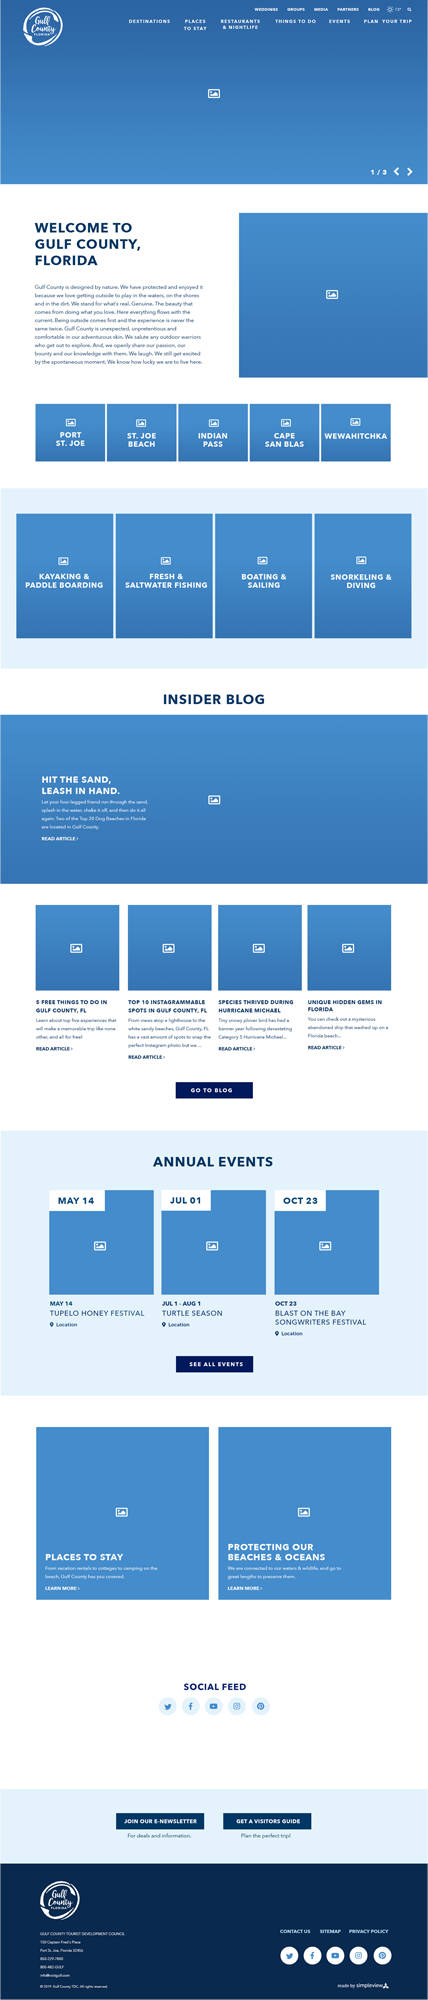 Gulf
County
FLORIDA
WEDDINGS GROUPS MEDIA PARTNERS BLOG 73°
DESTINATIONS PLACES TO STAY RESTAURANTS & NIGHTLIFE THINGS TO DO EVENTS PLAN YOUR TRIP
1 / 3
WELCOME TO
GULF COUNTY,
FLORIDA
Gulf County is designed by nature. We have protected and enjoyed it
because we love getting outside to play in the waters, on the shores
and in the dirt. We stand for what's real. Genuine. The beauty that
comes from doing what you love. Here everything flows with the
current. Being outside comes first and the experience is never the
same twice. Gulf County is unexpected, unpretentious and
comfortable in our adventurous skin. We salute any outdoor warriors
who get out to explore. And, we openly share our passion, our
bounty and our knowledge with them. We laugh. We still get excited
by the spontaneous moment. We know how lucky we are to live here.
PORT
ST. JOE
ST. JOE
BEACH
INDIAN
PASS
CAPE
SAN BLAS
WEWAHITCHKA
KAYAKING &
PADDLE BOARDING
FRESH &
SALTWATER FISHING
BOATING &
SAILING
SNORKELING &
DIVING
INSIDER BLOG
HIT THE SAND,
LEASH IN HAND.
Let your four-legged friend run through the sand,
splash in the water, shake it off, and then do it all
again. Two of the Top 20 Dog Beaches in Florida
are located in Gulf County.
READ ARTICLE >
5 FREE THINGS TO DO IN
GULF COUNTY, FL
Learn about top five experiences that
will make a memorable trip like none
other, and all for free!
READ ARTICLE >
TOP 10 INSTAGRAMMABLE
SPOTS IN GULF COUNTY, FL
From views atop a lighthouse to the
white sandy beaches, Gulf County, FL
has a vast amount of spots to snap the
perfect Instagram photo but we ...
READ ARTICLE >
SPECIES THRIVED DURING
HURRICANE MICHAEL
Tiny snowy plover bird has had a
banner year following devastating
Category 5 Hurricane Michael...
READ ARTICLE >
UNIQUE HIDDEN GEMS IN
FLORIDA
You can check out a mysterious
abandoned ship that washed up on a
Florida beach...
READ ARTICLE >
GO TO BLOG
ANNUAL EVENTS
MAY 14
JUL 01
OCT 23
MAY 14
TUPELO HONEY FESTIVAL
Location
JUL 1 - AUG 1
TURTLE SEASON
Location
OCT 23
BLAST ON THE BAY
SONGWRITERS FESTIVAL
Location
SEE ALL EVENTS
PLACES TO STAY
From vacation rentals to cottages to camping on the
beach, Gulf County has you covered.
LEARN MORE >
PROTECTING OUR
BEACHES & OCEANS
We are connected to our waters & wildlife, and go to
great lengths to preserve them.
LEARN MORE >
SOCIAL FEED
JOIN OUR E-NEWSLETTER
For deals and information.
GET A VISITORS GUIDE
Plan the perfect trip!
Gulf
County
FLORIDA
GULF COUNTY TOURIST DEVELOPMENT COUNCIL
150 Captain Fred's Place
Port St. Joe, Florida 32456
850-229-7800
800-482-GULF
info@visitgulf.com
© 2019 Gulf County TDC. All rights reserved.
CONTACT US SITEMAP PRIVACY POLICY
made by simpleview